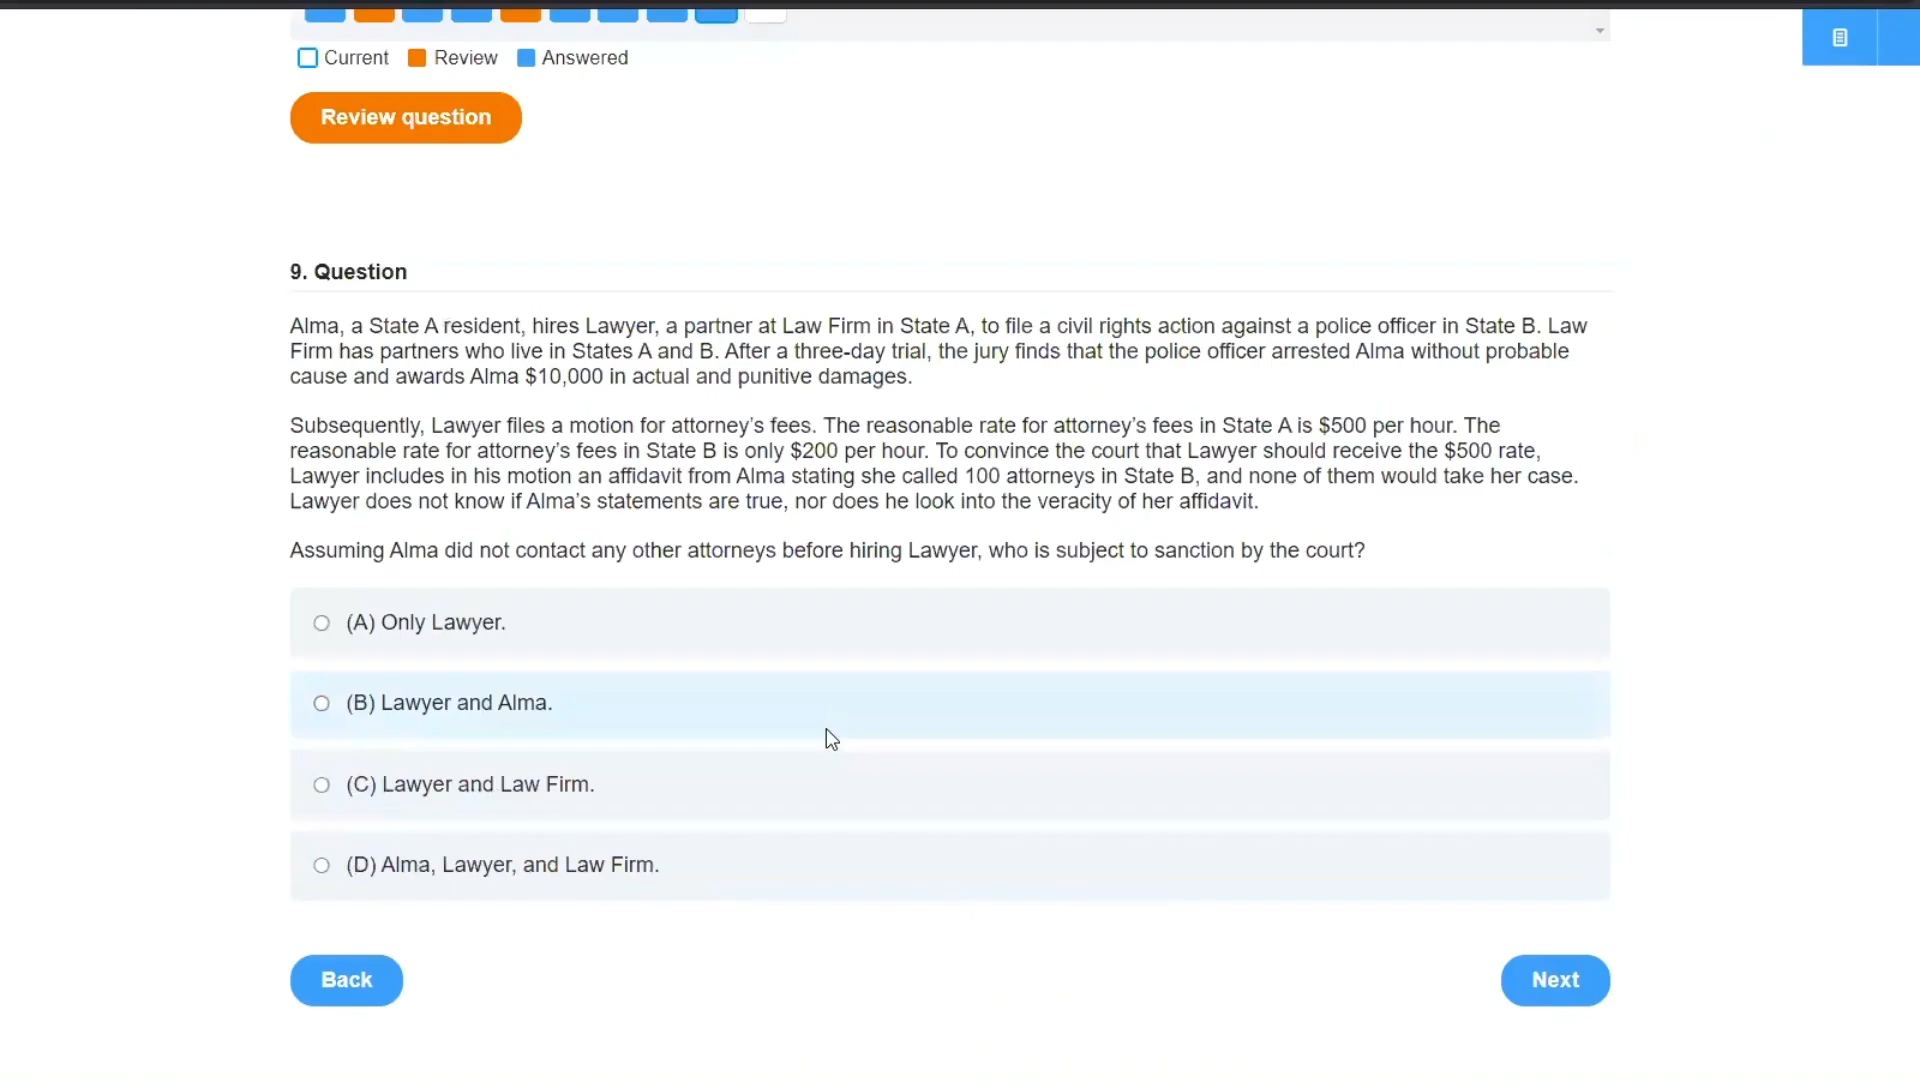 Current Review Answered
Review question
9. Question
Alma, a State A resident, hires Lawyer, a partner at Law Firm in State A, to file a civil rights action against a police officer in State B. Law
Firm has partners who live in States A and B. After a three-day trial, the jury finds that the police officer arrested Alma without probable
cause and awards Alma $10,000 in actual and punitive damages.
Subsequently, Lawyer files a motion for attorney’s fees. The reasonable rate for attorney’s fees in State A is $500 per hour. The
reasonable rate for attorney’s fees in State B is only $200 per hour. To convince the court that Lawyer should receive the $500 rate,
Lawyer includes in his motion an affidavit from Alma stating she called 100 attorneys in State B, and none of them would take her case.
Lawyer does not know if Alma’s statements are true, nor does he look into the veracity of her affidavit.
Assuming Alma did not contact any other attorneys before hiring Lawyer, who is subject to sanction by the court?
(A) Only Lawyer.
(B) Lawyer and Alma.
(C) Lawyer and Law Firm.
(D) Alma, Lawyer, and Law Firm.
Back Next